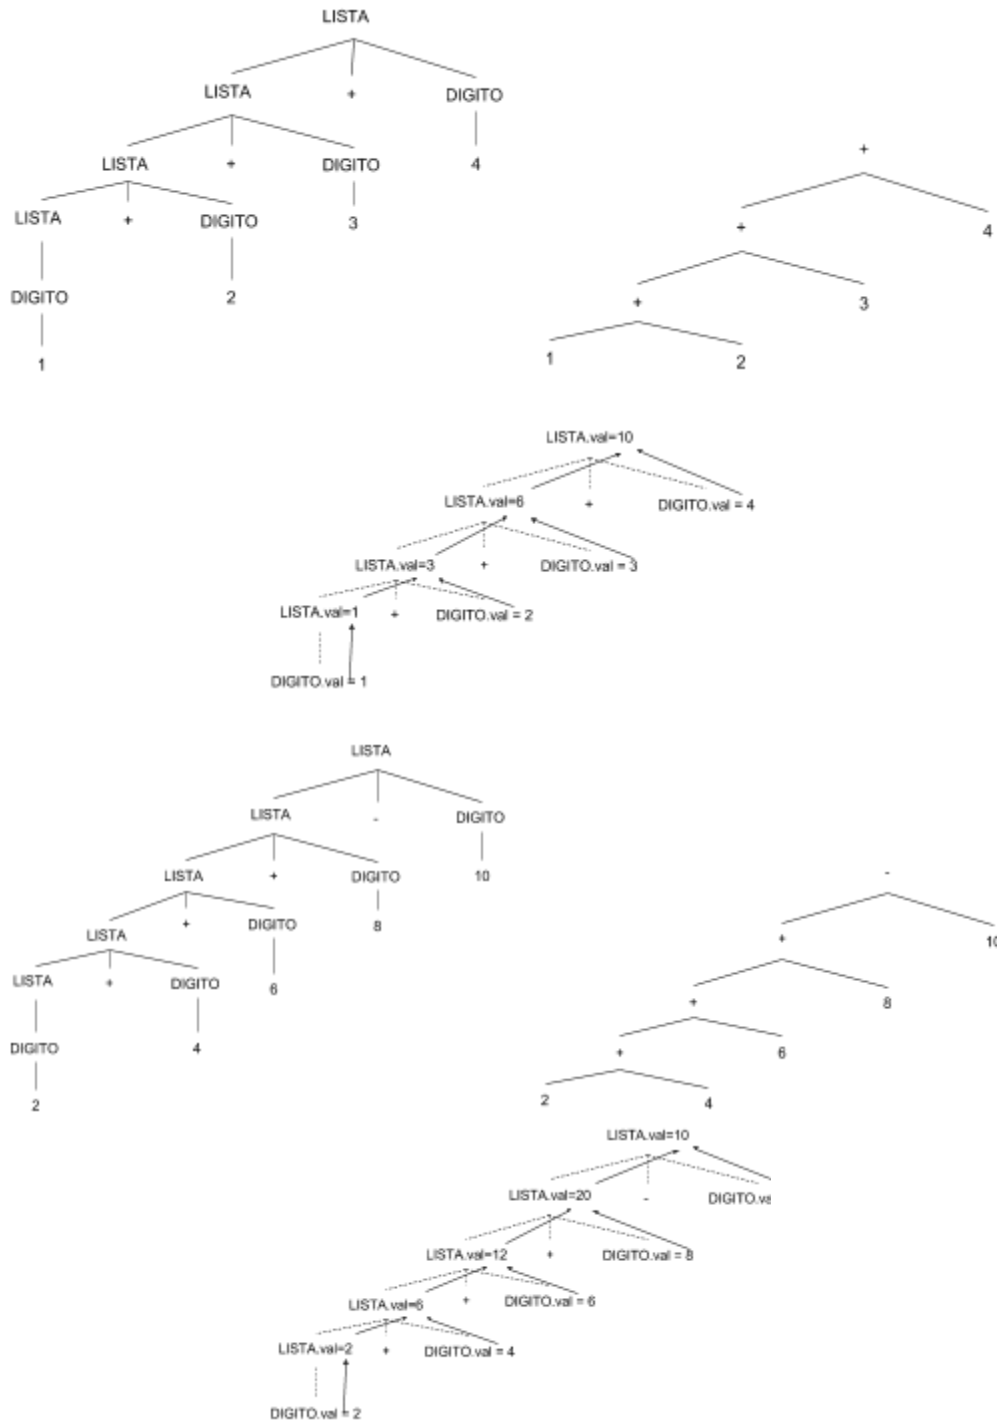 LISTA
LISTA + DIGITO
LISTA + DIGITO 4
LISTA + DIGITO 3
DIGITO 2
1
+
+ 4
+ 3
1 2
LISTA.val=10
LISTA.val=6 + DIGITO.val = 4
LISTA.val=3 + DIGITO.val = 3
LISTA.val=1 + DIGITO.val = 2
DIGITO.val = 1
LISTA
LISTA - DIGITO
LISTA + DIGITO 10
LISTA + DIGITO 8
LISTA + DIGITO 6
DIGITO 4
2
-
+ 10
+ 8
+ 6
2 4
LISTA.val=10
LISTA.val=20 - DIGITO.va
LISTA.val=12 + DIGITO.val = 8
LISTA.val=6 + DIGITO.val = 6
LISTA.val=2 + DIGITO.val = 4
DIGITO.val = 2